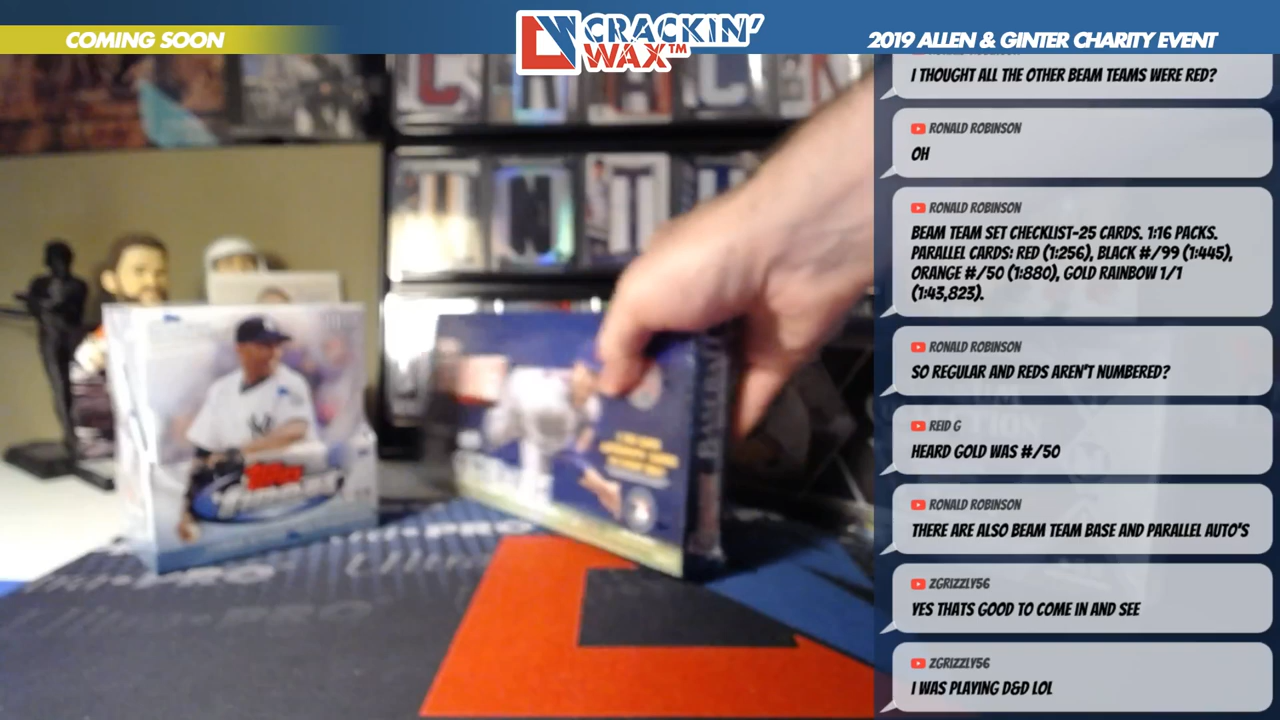 COMING SOON
CRACKIN'
WAX™
2019 ALLEN & GINTER CHARITY EVENT
I THOUGHT ALL THE OTHER BEAM TEAMS WERE RED?
RONALD ROBINSON
OH
RONALD ROBINSON
BEAM TEAM SET CHECKLIST-25 CARDS. 1:16 PACKS.
PARALLEL CARDS: RED (1:256), BLACK #/99 (1:445),
ORANGE #/50 (1:880), GOLD RAINBOW 1/1
(1:43,823).
RONALD ROBINSON
SO REGULAR AND REDS AREN'T NUMBERED?
REID G
HEARD GOLD WAS #/50
RONALD ROBINSON
THERE ARE ALSO BEAM TEAM BASE AND PARALLEL AUTO'S
ZGRIZZLY56
YES THATS GOOD TO COME IN AND SEE
ZGRIZZLY56
I WAS PLAYING D&D LOL
Topps
Finest
BASEBALL